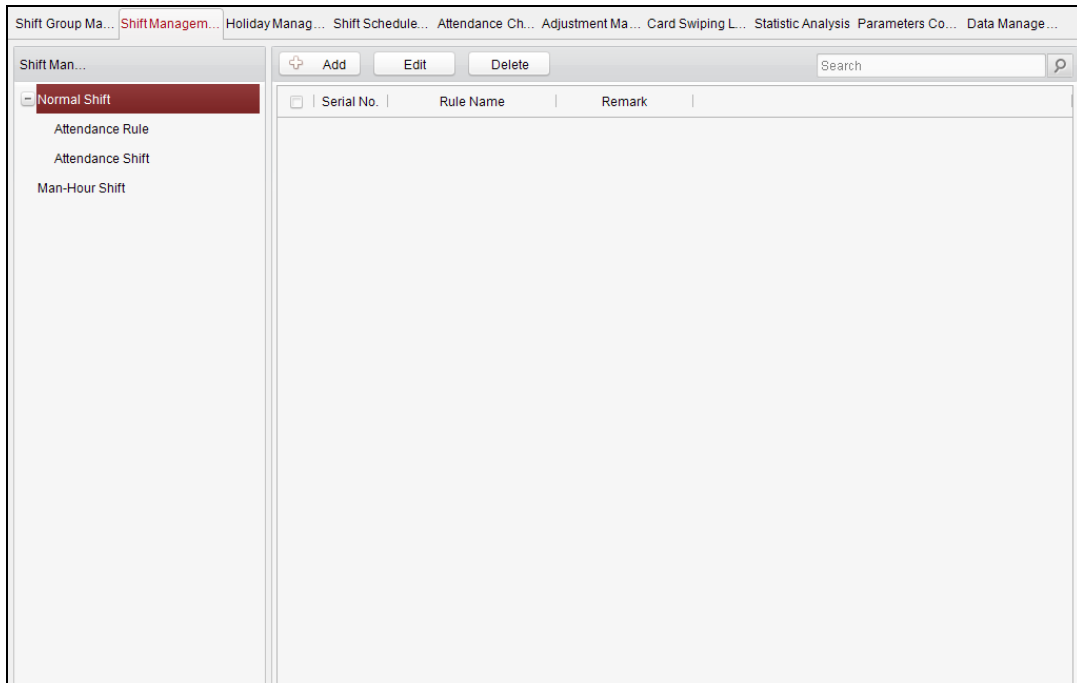 Shift Group Ma... Shift Managem... Holiday Manag... Shift Schedule... Attendance Ch... Adjustment Ma... Card Swiping L... Statistic Analysis Parameters Co... Data Manage...
Shift Man...
Add Edit Delete Search
Normal Shift
Serial No. Rule Name Remark
Attendance Rule
Attendance Shift
Man-Hour Shift